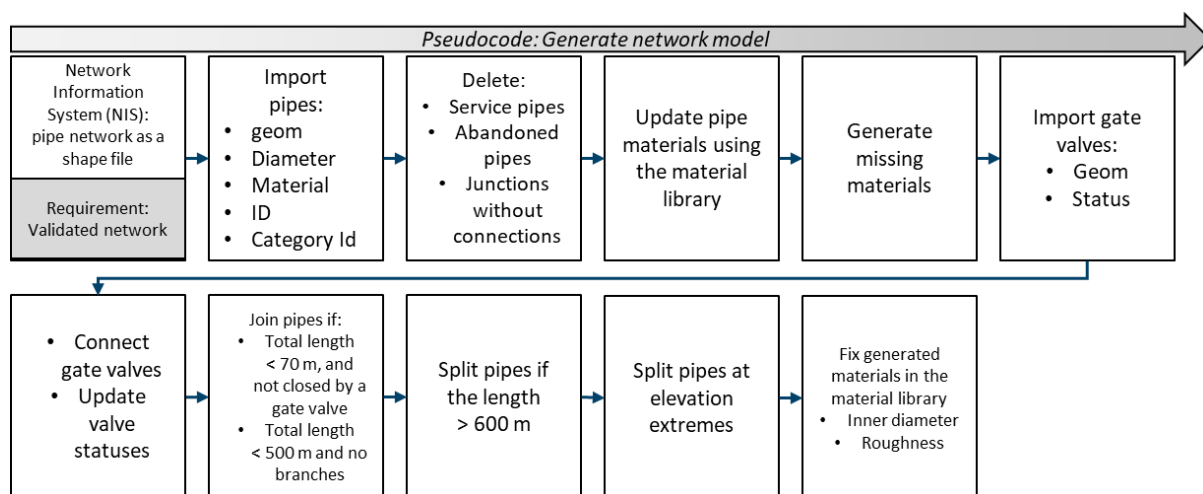 Pseudocode: Generate network model
Network
Information
System (NIS):
pipe network as a
shape file
Requirement:
Validated network
Import
pipes:
• geom
• Diameter
• Material
• ID
• Category Id
Delete:
• Service pipes
• Abandoned
pipes
• Junctions
without
connections
Update pipe
materials using
the material
library
Generate
missing
materials
Import gate
valves:
• Geom
• Status
• Connect
gate valves
• Update
valve
statuses
Join pipes if:
• Total length
< 70 m, and
not closed by a
gate valve
• Total length
< 500 m and no
branches
Split pipes if
the length
> 600 m
Split pipes at
elevation
extremes
Fix generated
materials in the
material library
• Inner diameter
• Roughness